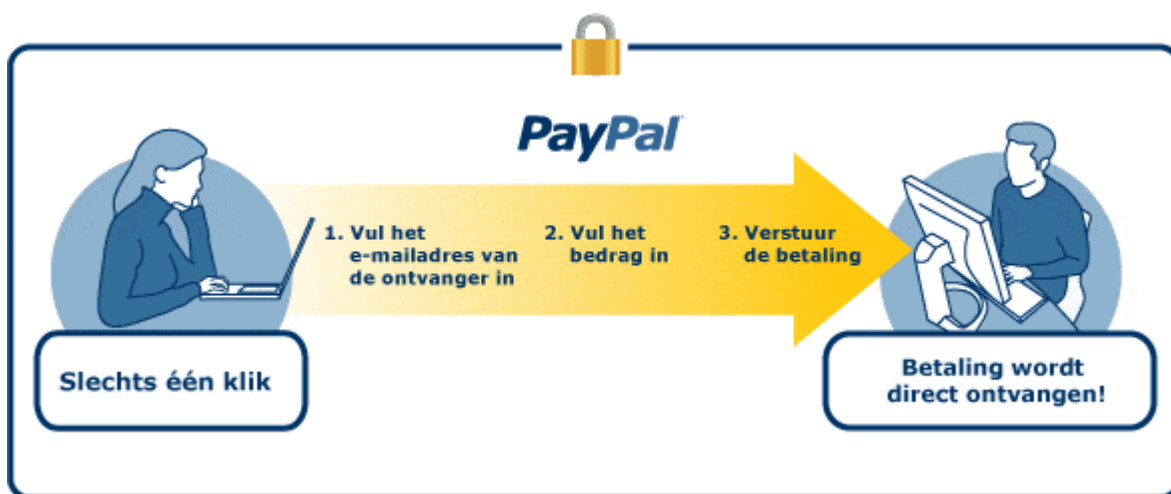 PayPal
1. Vul het
e-mailadres van
de ontvanger in
2. Vul het
bedrag in
3. Verstuur
de betaling
Slechts één klik
Betaling wordt
direct ontvangen!